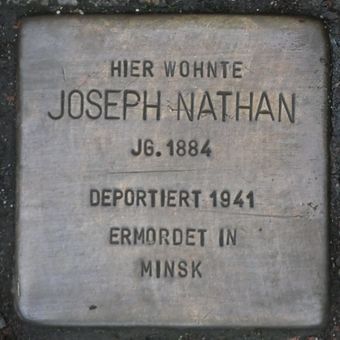 HIER WOHNTE
JOSEPH NATHAN
JG. 1884
DEPORTIERT 1941
ERMORDET IN
MINSK